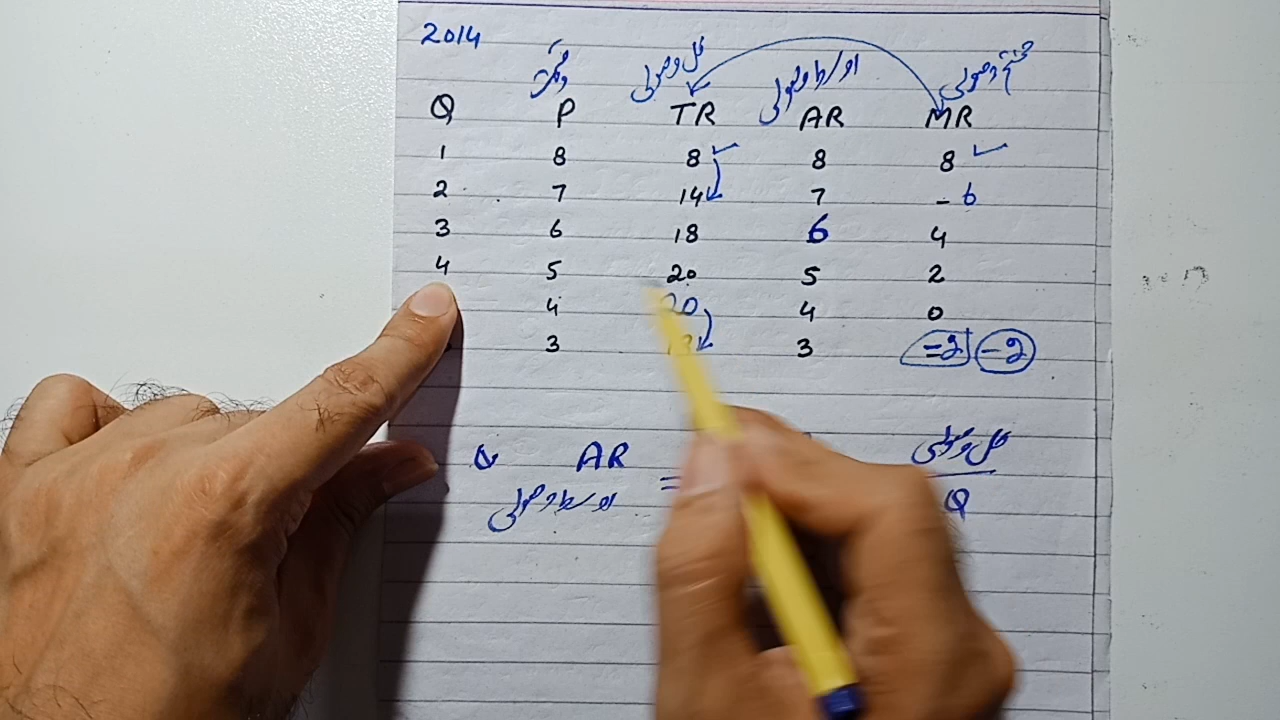 2014
قیمت کل وصولی اوسط وصولی مختتم وصولی
Q P TR AR MR
1 8 8 8 8
2 7 14 7 - 6
3 6 18 6 4
4 5 20 5 2
4 20 4 0
3 3 =2 -2
AR = کل وصولی
اوسط وصولی Q